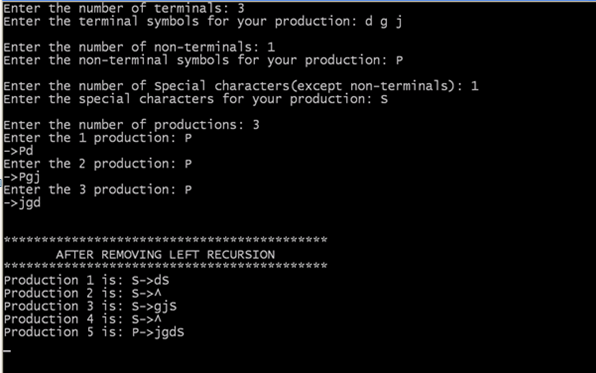 Enter the number of terminals: 3
Enter the terminal symbols for your production: d g j
Enter the number of non-terminals: 1
Enter the non-terminal symbols for your production: P
Enter the number of Special characters(except non-terminals): 1
Enter the special characters for your production: S
Enter the number of productions: 3
Enter the 1 production: P
->Pd
Enter the 2 production: P
->Pgj
Enter the 3 production: P
->jgd
*******************************************
AFTER REMOVING LEFT RECURSION
*******************************************
Production 1 is: S->dS
Production 2 is: S->^
Production 3 is: S->gjS
Production 4 is: S->^
Production 5 is: P->jgdS
_